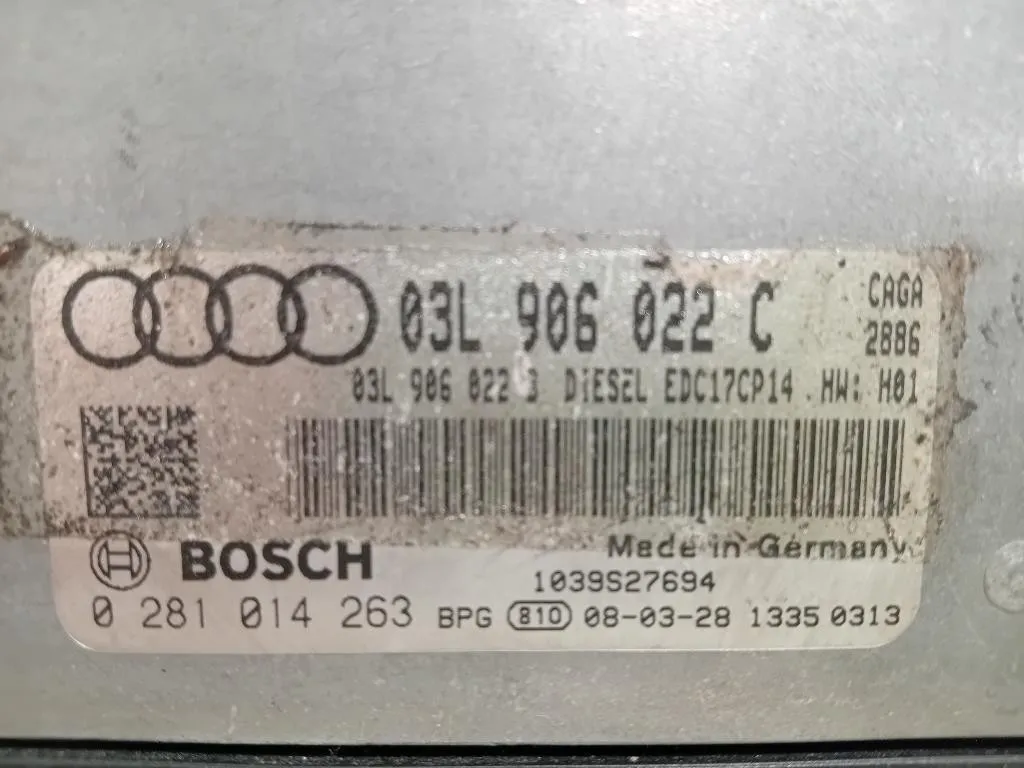 03L 906 022 C
CAGA
2886
03L 906 022 DIESEL EDC17CP14 . HW: H01
Made in Germany
BOSCH
1039S27694
0 281 014 263 BPG 810 08-03-28 1335 0313